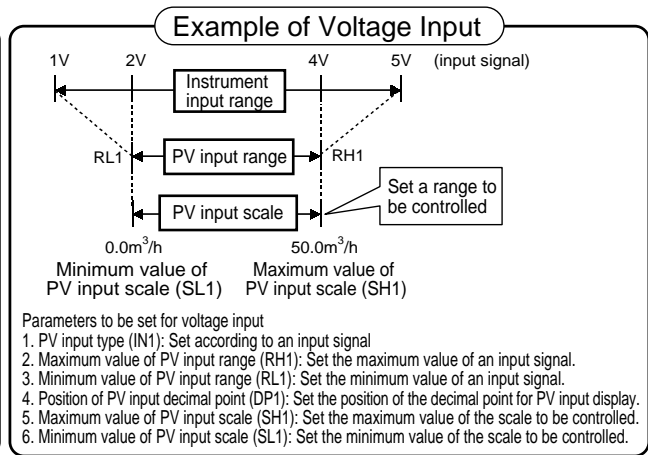 Example of Voltage Input
1V 2V 4V 5V (input signal)
Instrument
input range
RL1 PV input range RH1
Set a range to
be controlled
PV input scale
0.0m³/h 50.0m³/h
Minimum value of Maximum value of
PV input scale (SL1) PV input scale (SH1)
Parameters to be set for voltage input
1. PV input type (IN1): Set according to an input signal
2. Maximum value of PV input range (RH1): Set the maximum value of an input signal.
3. Minimum value of PV input range (RL1): Set the minimum value of an input signal.
4. Position of PV input decimal point (DP1): Set the position of the decimal point for PV input display.
5. Maximum value of PV input scale (SH1): Set the maximum value of the scale to be controlled.
6. Minimum value of PV input scale (SL1): Set the minimum value of the scale to be controlled.